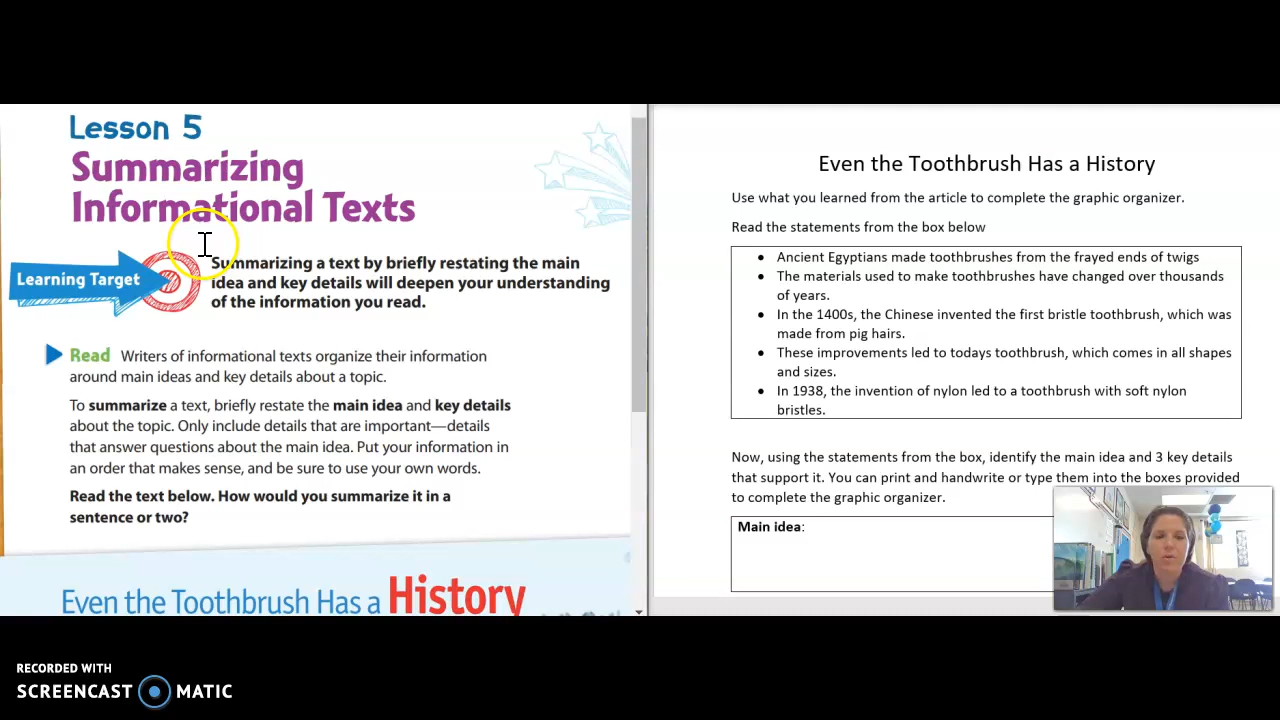 Lesson 5
Summarizing
Informational Texts
Learning Target
Summarizing a text by briefly restating the main
idea and key details will deepen your understanding
of the information you read.
Read Writers of informational texts organize their information
around main ideas and key details about a topic.
To summarize a text, briefly restate the main idea and key details
about the topic. Only include details that are important—details
that answer questions about the main idea. Put your information in
an order that makes sense, and be sure to use your own words.
Read the text below. How would you summarize it in a
sentence or two?
Even the Toothbrush Has a History
Even the Toothbrush Has a History
Use what you learned from the article to complete the graphic organizer.
Read the statements from the box below
• Ancient Egyptians made toothbrushes from the frayed ends of twigs
• The materials used to make toothbrushes have changed over thousands
of years.
• In the 1400s, the Chinese invented the first bristle toothbrush, which was
made from pig hairs.
• These improvements led to todays toothbrush, which comes in all shapes
and sizes.
• In 1938, the invention of nylon led to a toothbrush with soft nylon
bristles.
Now, using the statements from the box, identify the main idea and 3 key details
that support it. You can print and handwrite or type them into the boxes provided
to complete the graphic organizer.
Main idea:
RECORDED WITH
SCREENCAST MATIC